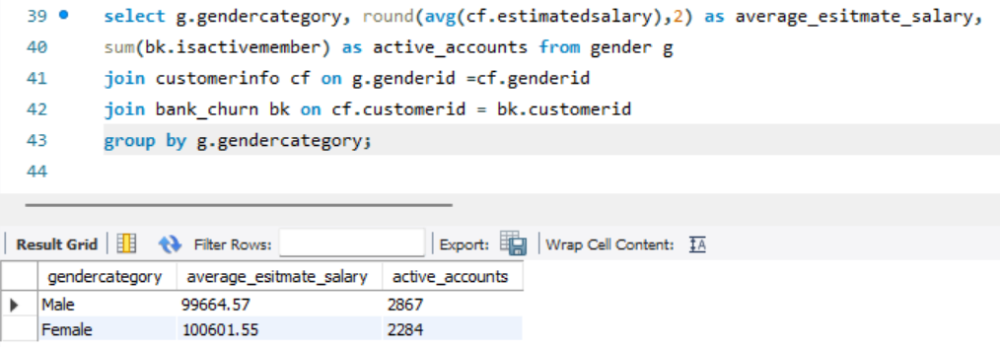 39 select g.gendercategory, round(avg(cf.estimatedsalary),2) as average_esitmate_salary,
40 sum(bk.isactivemember) as active_accounts from gender g
41 join customerinfo cf on g.genderid =cf.genderid
42 join bank_churn bk on cf.customerid = bk.customerid
43 group by g.gendercategory;
44
Result Grid Filter Rows: Export: Wrap Cell Content: IA
gendercategory average_esitmate_salary active_accounts
Male 99664.57 2867
Female 100601.55 2284